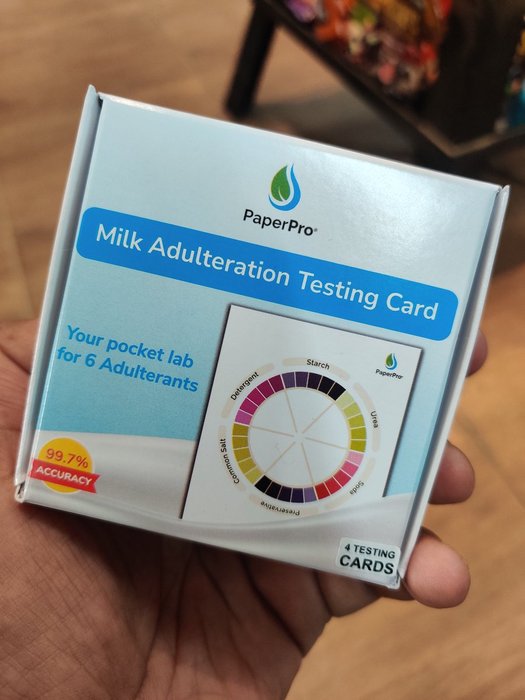 PaperPro®
Milk Adulteration Testing Card
Your pocket lab
for 6 Adulterants
PaperPro®
Starch
Urea
Soda
Preservative
Common Salt
Detergent
99.7%
ACCURACY
4 TESTING
CARDS